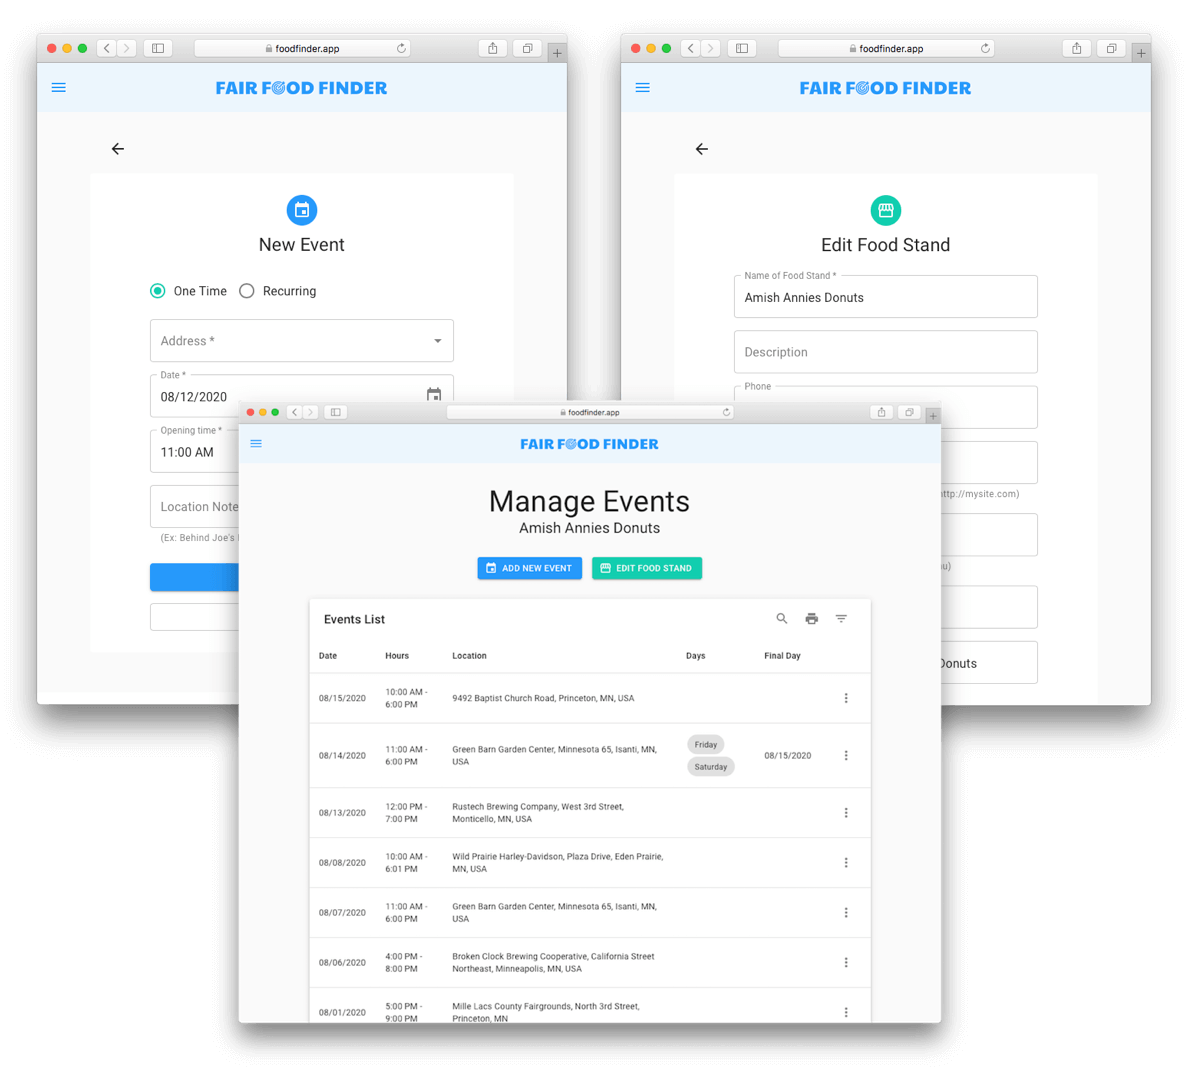 foodfinder.app
FAIR FOOD FINDER
New Event
One Time
Recurring
Address *
Date *
08/12/2020
Opening time *
11:00 AM
Location Note
(Ex: Behind Joe's
foodfinder.app
FAIR FOOD FINDER
Edit Food Stand
Name of Food Stand *
Amish Annies Donuts
Description
Phone
http://mysite.com)
Donuts
foodfinder.app
FAIR FOOD FINDER
Manage Events
Amish Annies Donuts
ADD NEW EVENT
EDIT FOOD STAND
Events List
Date Hours Location Days Final Day
08/15/2020
10:00 AM -
6:00 PM
9492 Baptist Church Road, Princeton, MN, USA
08/14/2020
11:00 AM -
6:00 PM
Green Barn Garden Center, Minnesota 65, Isanti, MN,
USA
Friday
Saturday
08/15/2020
08/13/2020
12:00 PM -
7:00 PM
Rustech Brewing Company, West 3rd Street,
Monticello, MN, USA
08/08/2020
10:00 AM -
6:01 PM
Wild Prairie Harley-Davidson, Plaza Drive, Eden Prairie,
MN, USA
08/07/2020
11:00 AM -
6:00 PM
Green Barn Garden Center, Minnesota 65, Isanti, MN,
USA
08/06/2020
4:00 PM -
8:00 PM
Broken Clock Brewing Cooperative, California Street
Northeast, Minneapolis, MN, USA
08/01/2020
5:00 PM -
9:00 PM
Mille Lacs County Fairgrounds, North 3rd Street,
Princeton, MN